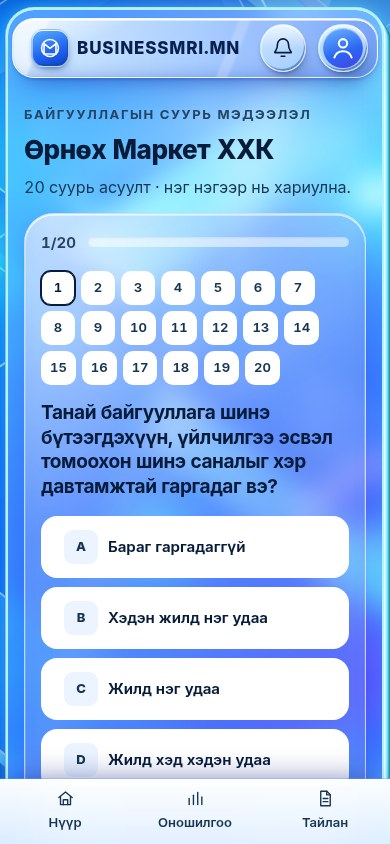 BUSINESSMRI.MN
БАЙГУУЛЛАГЫН СУУРЬ МЭДЭЭЛЭЛ
Өрнөх Маркет ХХК
20 суурь асуулт · нэг нэгээр нь хариулна.
1/20
1 2 3 4 5 6 7
8 9 10 11 12 13 14
15 16 17 18 19 20
Танай байгууллага шинэ
бүтээгдэхүүн, үйлчилгээ эсвэл
томоохон шинэ саналыг хэр
давтамжтай гаргадаг вэ?
A Бараг гаргадаггүй
B Хэдэн жилд нэг удаа
C Жилд нэг удаа
D Жилд хэд хэдэн удаа
Нүүр Оношилгоо Тайлан